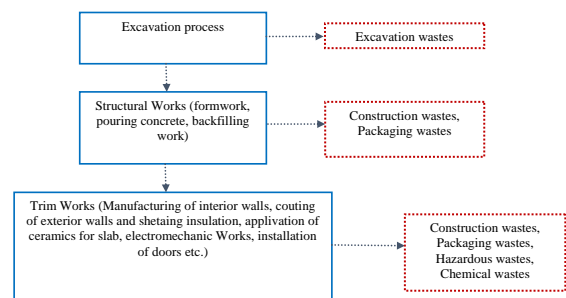 Excavation process
Excavation wastes
Structural Works (formwork,
pouring concrete, backfilling
work)
Construction wastes,
Packaging wastes
Trim Works (Manufacturing of interior walls, couting
of exterior walls and shetaing insulation, applivation of
ceramics for slab, electromechanic Works, installation
of doors etc.)
Construction wastes,
Packaging wastes,
Hazardous wastes,
Chemical wastes